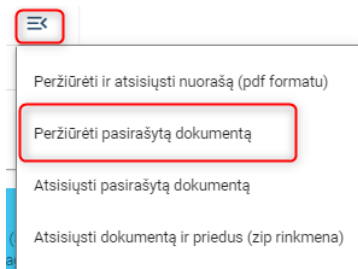 Peržiūrėti ir atsisiųsti nuorašą (pdf formatu)
Peržiūrėti pasirašytą dokumentą
Atsisiųsti pasirašytą dokumentą
Atsisiųsti dokumentą ir priedus (zip rinkmena)